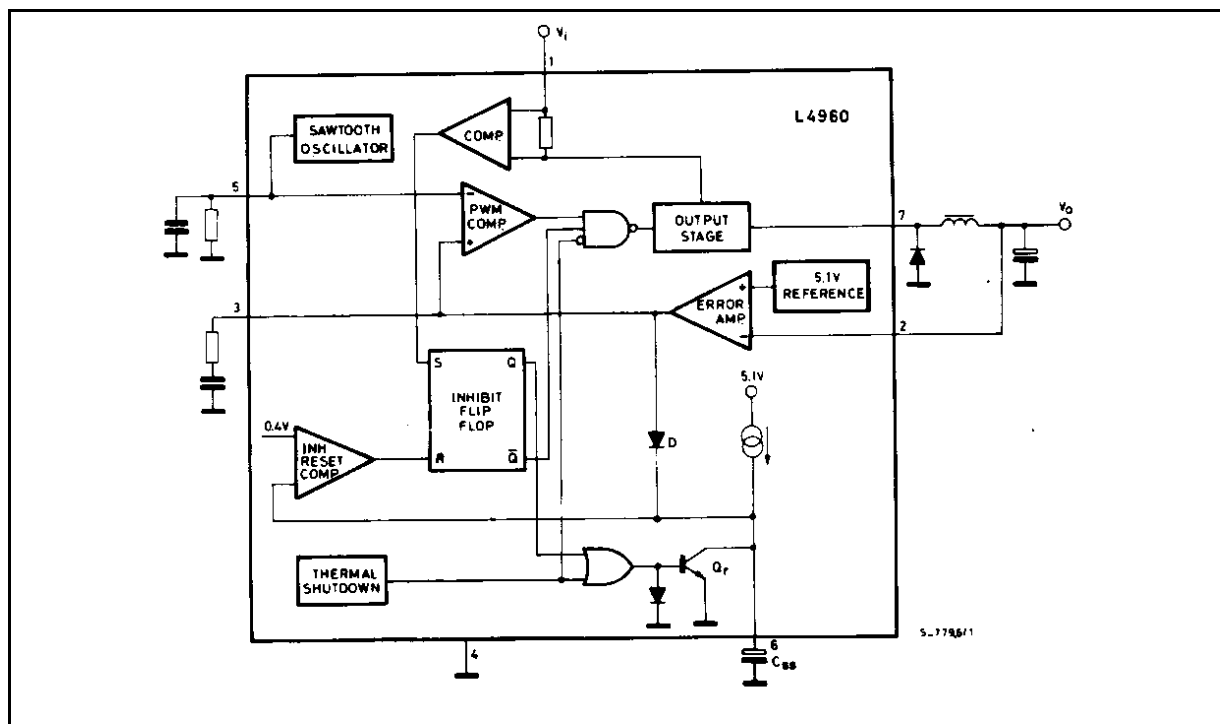 Vi
1
L4960
SAWTOOTH
OSCILLATOR
COMP
5
-
PWM
COMP
+
OUTPUT
STAGE
7
Vo
5.1V
REFERENCE
+
ERROR
AMP
-
3
2
S
Q
INHIBIT
FLIP
FLOP
R
Q̅
5.1V
D
0.4V
INH
RESET
COMP
THERMAL
SHUTDOWN
Qr
4
6
Css
S-7796/1